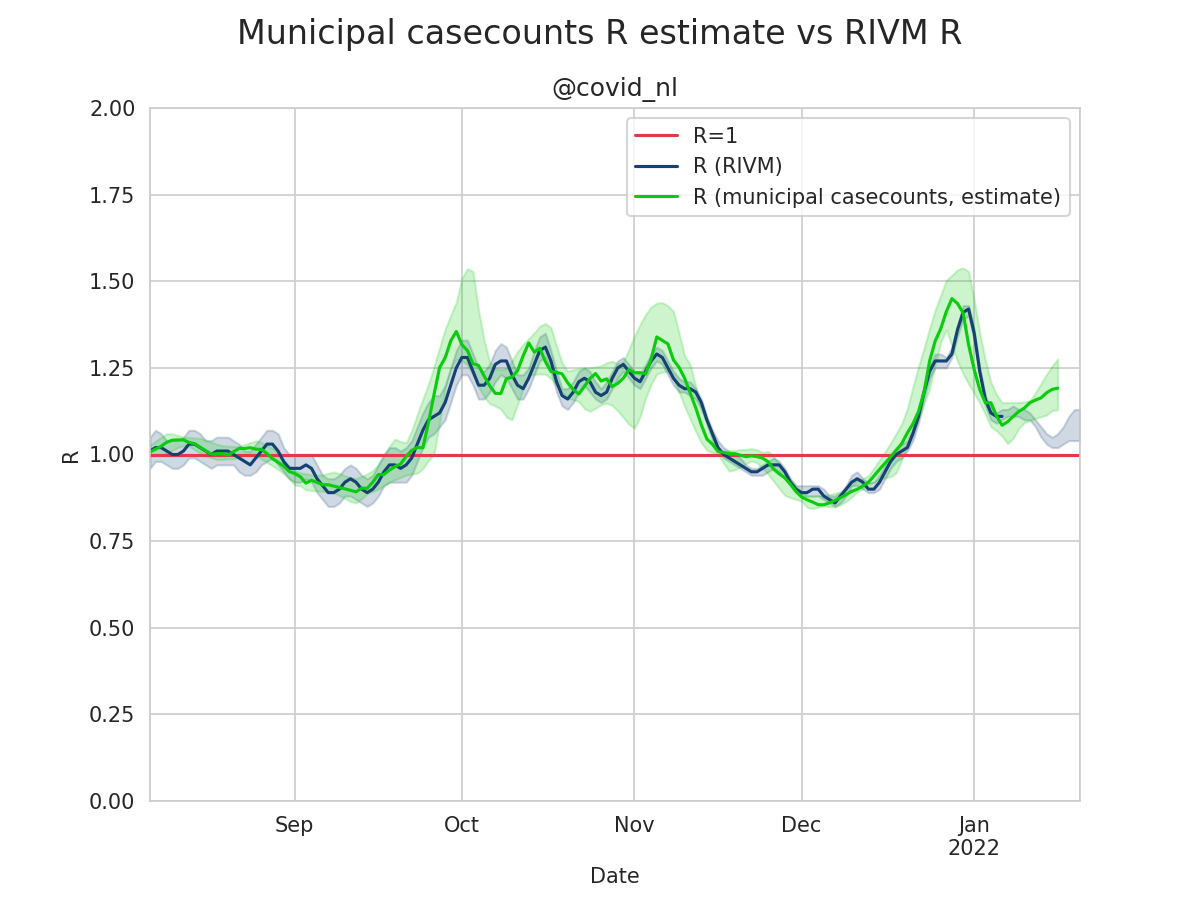 Municipal casecounts R estimate vs RIVM R
@covid_nl
R=1
R (RIVM)
R (municipal casecounts, estimate)
2.00
1.75
1.50
1.25
1.00
0.75
0.50
0.25
0.00
R
Sep Oct Nov Dec Jan
2022
Date